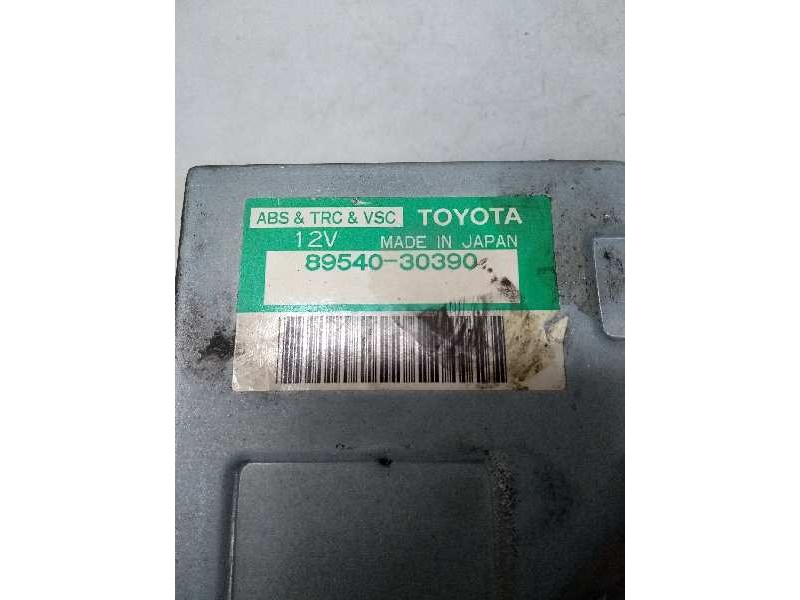 ABS & TRC & VSC TOYOTA
12V MADE IN JAPAN
89540-30390